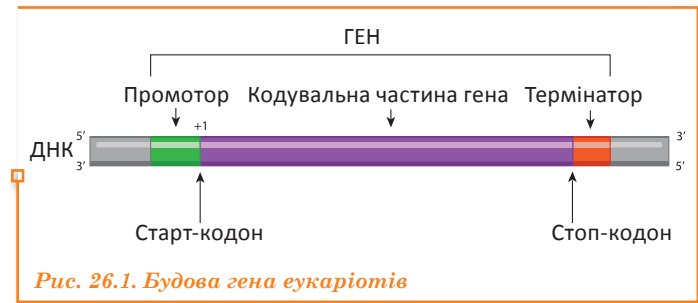 ГЕН
Промотор Кодувальна частина гена Термінатор
+1
5′ 3′
ДНК
3′ 5′
Старт-кодон Стоп-кодон
Рис. 26.1. Будова гена еукаріотів